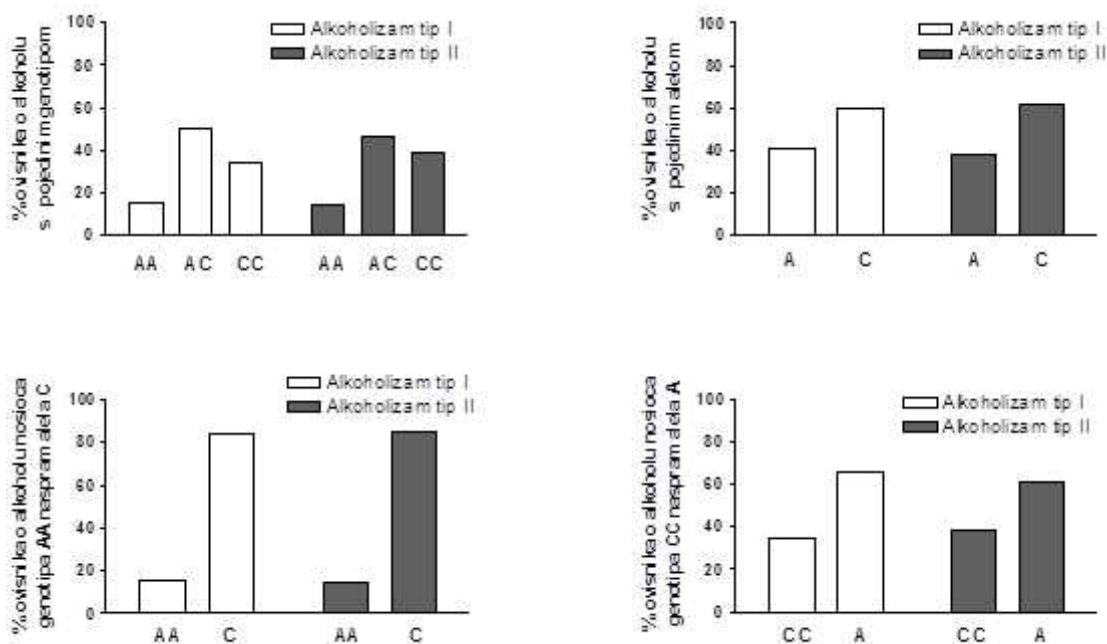 % ovisnika o alkoholu
s pojedinim genotipom
100
80
60
40
20
0
Alkoholizam tip I
Alkoholizam tip II
AA AC CC AA AC CC
% ovisnika o alkoholu
s pojedinim alelom
100
80
60
40
20
0
Alkoholizam tip I
Alkoholizam tip II
A C A C
% ovisnika o alkoholu nosioca
genotipa AA naspram alela C
100
80
60
40
20
0
Alkoholizam tip I
Alkoholizam tip II
AA C AA C
% ovisnika o alkoholu nosioca
genotipa CC naspram alela A
100
80
60
40
20
0
Alkoholizam tip I
Alkoholizam tip II
CC A CC A